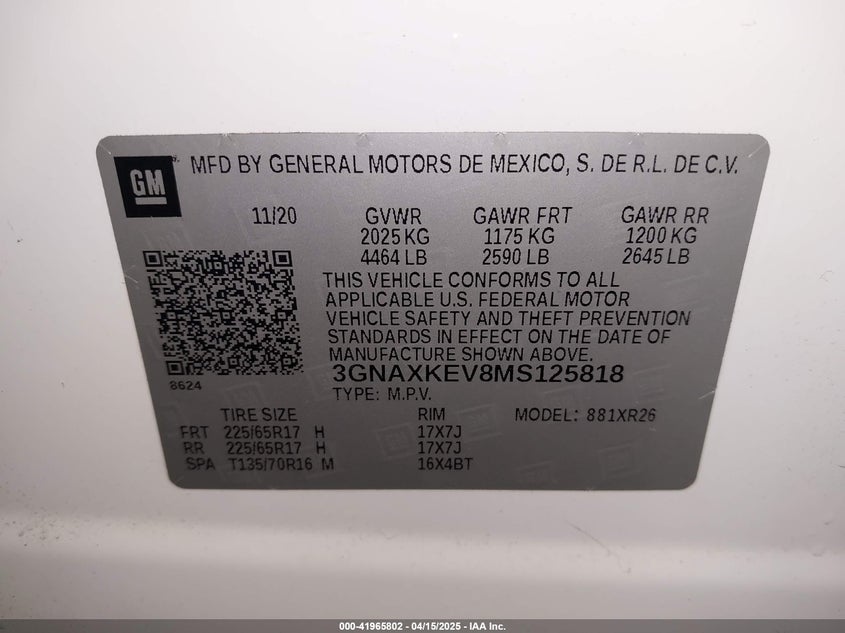 GM
MFD BY GENERAL MOTORS DE MEXICO, S. DE R.L. DE C.V.
11/20 GVWR GAWR FRT GAWR RR
2025 KG 1175 KG 1200 KG
4464 LB 2590 LB 2645 LB
THIS VEHICLE CONFORMS TO ALL
APPLICABLE U.S. FEDERAL MOTOR
VEHICLE SAFETY AND THEFT PREVENTION
STANDARDS IN EFFECT ON THE DATE OF
MANUFACTURE SHOWN ABOVE.
8624
3GNAXKEV8MS125818
TYPE: M.P.V.
TIRE SIZE RIM MODEL: 881XR26
FRT 225/65R17 H 17X7J
RR 225/65R17 H 17X7J
SPA T135/70R16 M 16X4BT
000-41965802 - 04/15/2025 - IAA Inc.